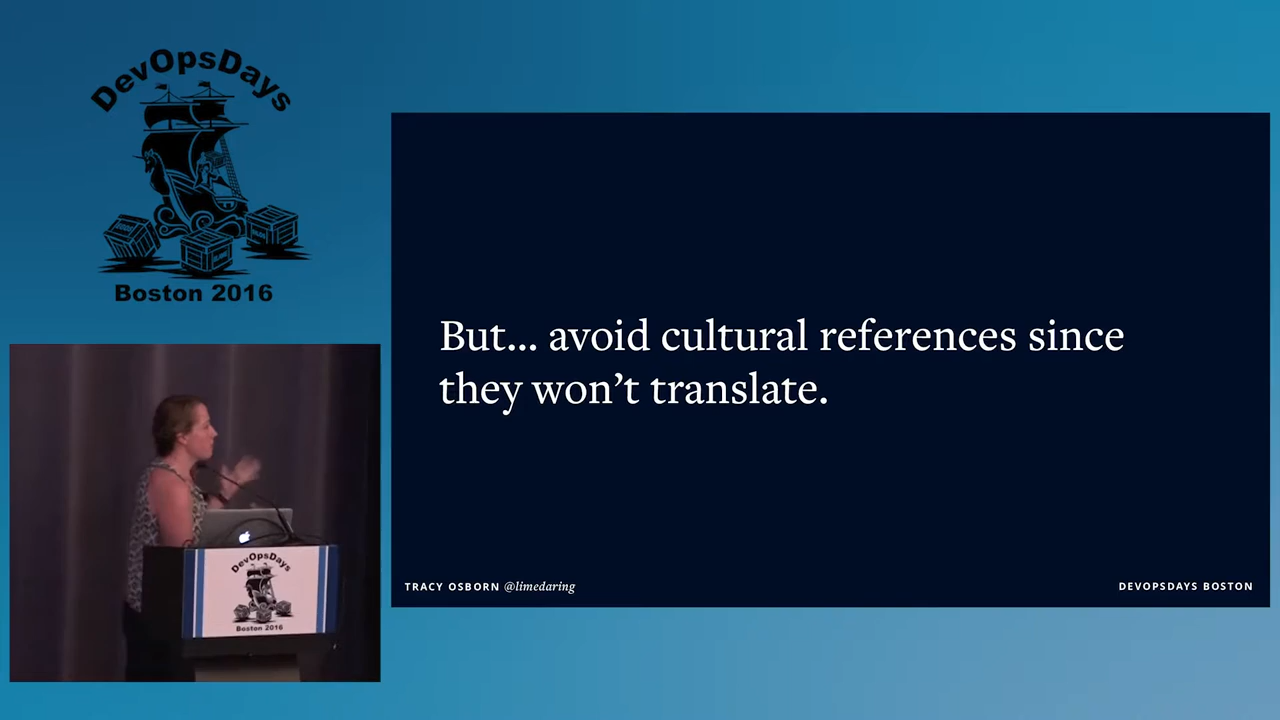 DevOpsDays
Boston 2016
But... avoid cultural references since
they won’t translate.
TRACY OSBORN @limedaring
DEVOPSDAYS BOSTON
DevOpsDays
Boston 2016